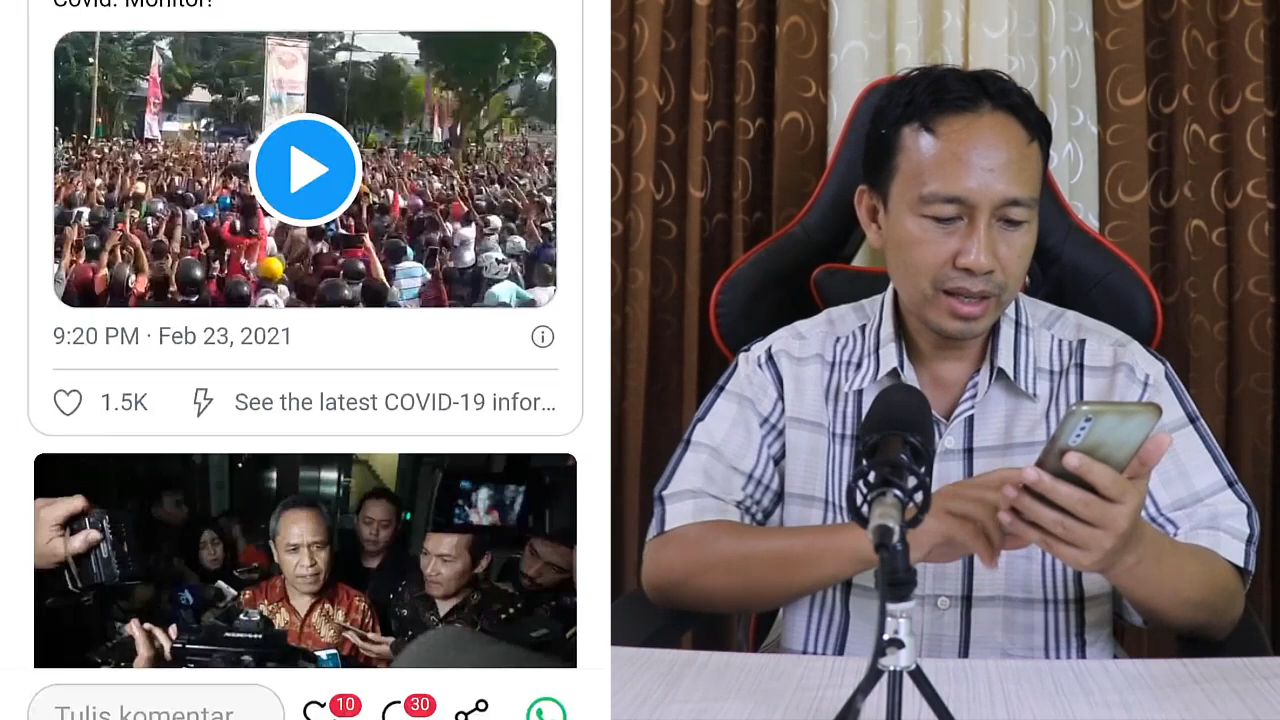 Covid. Monitor!
9:20 PM · Feb 23, 2021
1.5K
See the latest COVID-19 infor...
Tulis komentar
10
30